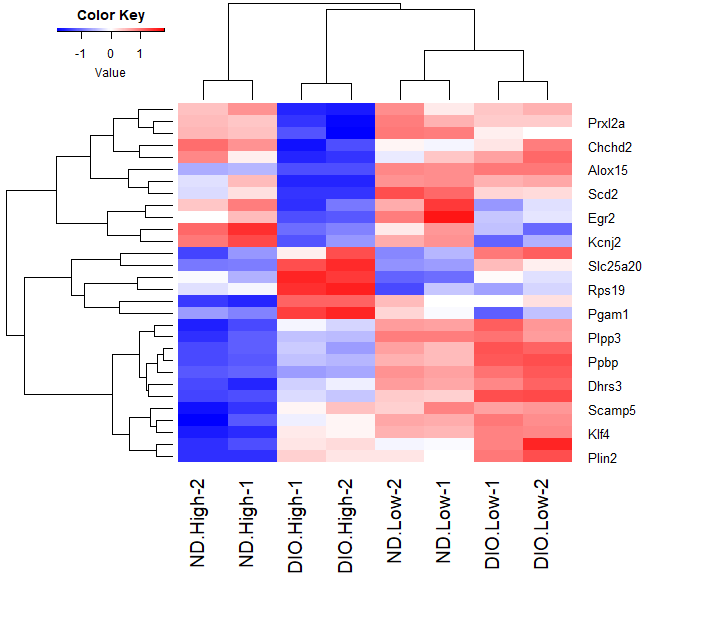 Color Key
-1 0 1
Value
Prxl2a
Chchd2
Alox15
Scd2
Egr2
Kcnj2
Slc25a20
Rps19
Pgam1
Plpp3
Ppbp
Dhrs3
Scamp5
Klf4
Plin2
ND.High-2
ND.High-1
DIO.High-1
DIO.High-2
ND.Low-2
ND.Low-1
DIO.Low-1
DIO.Low-2